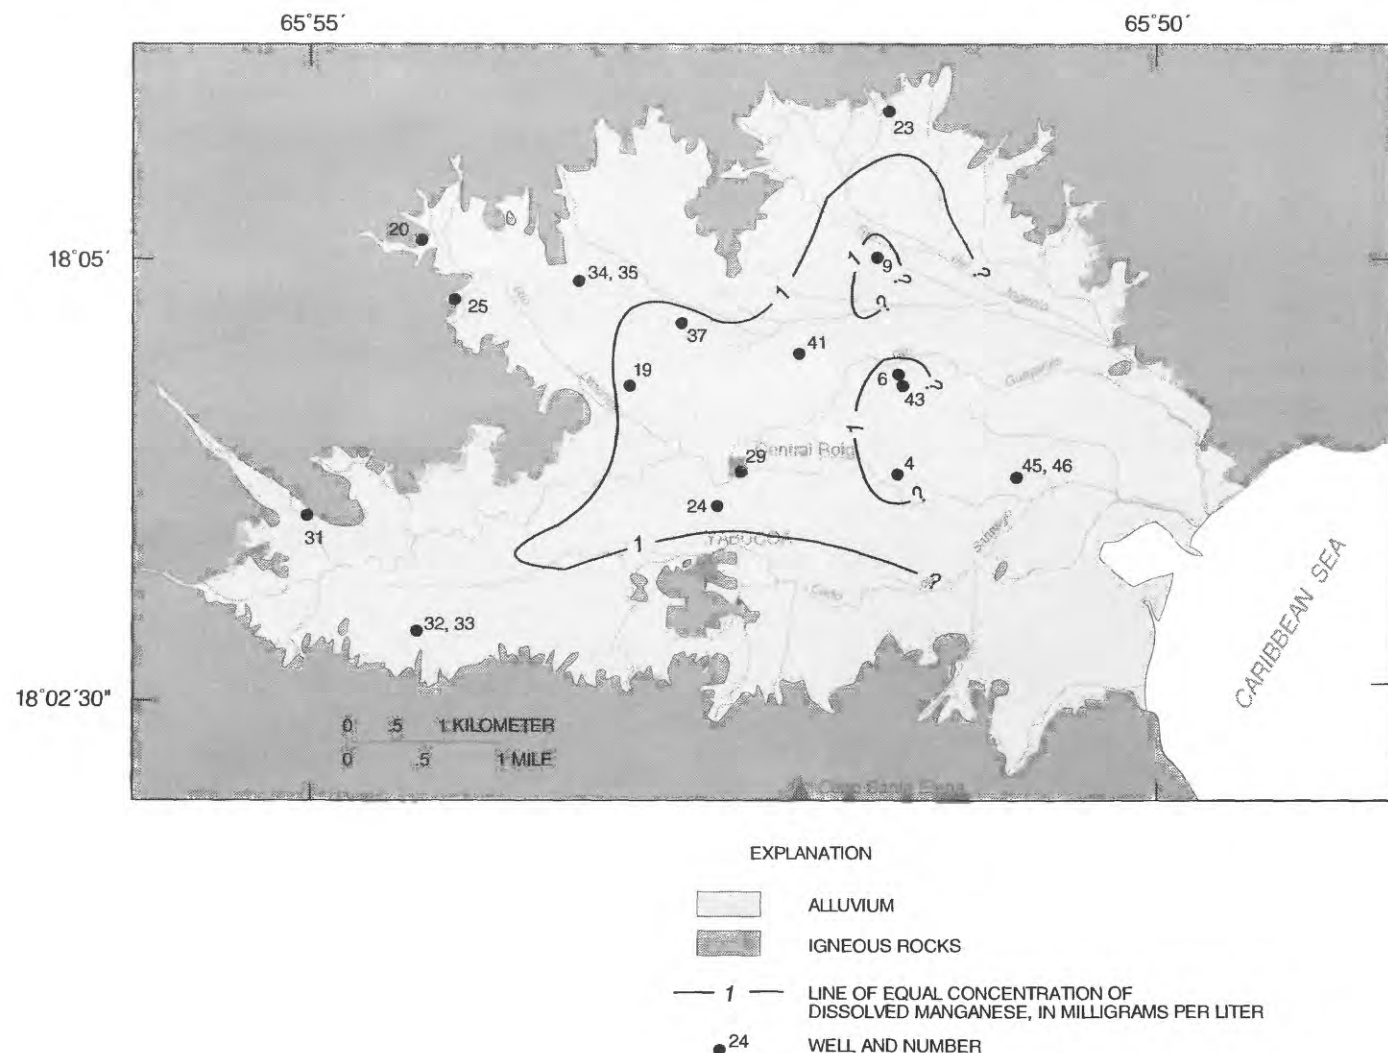 65°55´
65°50´
23
20
18°05´
34, 35
9
?
?
1
25
1
?
37
41
19
6
?
43
Guayanés
1
Central Roig
29
4
45, 46
24
?
31
1
YABUCOA
?
32, 33
CARIBBEAN SEA
18°02´30"
0 .5 1 KILOMETER
0 .5 1 MILE
EXPLANATION
ALLUVIUM
IGNEOUS ROCKS
1
LINE OF EQUAL CONCENTRATION OF
DISSOLVED MANGANESE, IN MILLIGRAMS PER LITER
24
WELL AND NUMBER